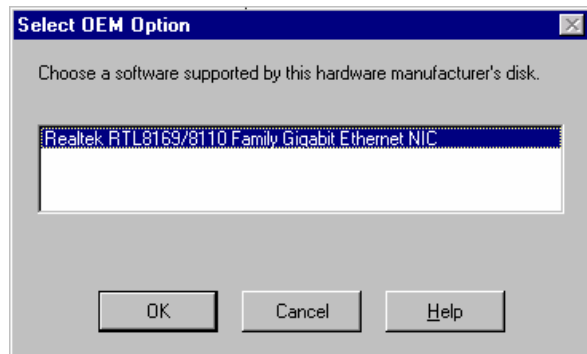 Select OEM Option
Choose a software supported by this hardware manufacturer's disk.
Realtek RTL8169/8110 Family Gigabit Ethernet NIC
OK
Cancel
Help